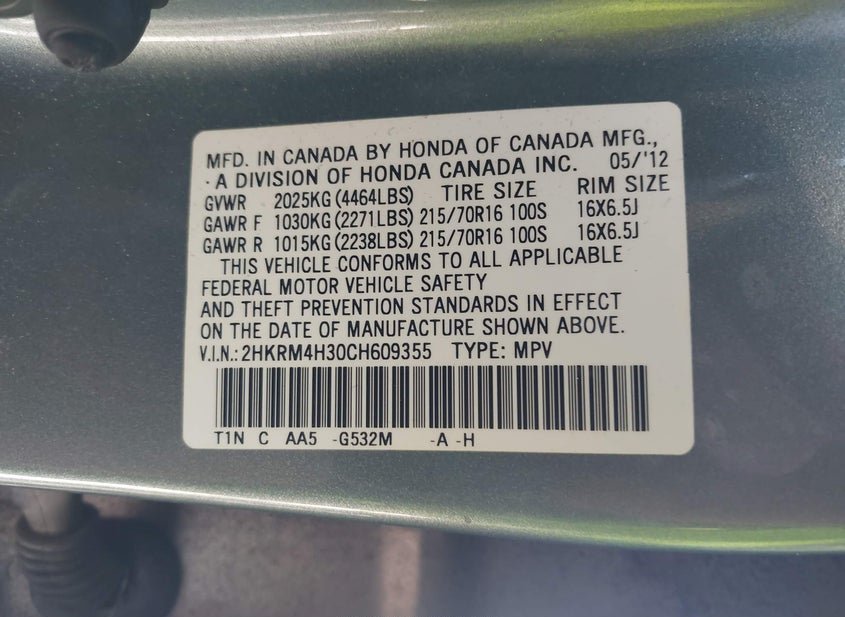 MFD. IN CANADA BY HONDA OF CANADA MFG.,
A DIVISION OF HONDA CANADA INC. 05/'12
GVWR 2025KG (4464LBS) TIRE SIZE RIM SIZE
GAWR F 1030KG (2271LBS) 215/70R16 100S 16X6.5J
GAWR R 1015KG (2238LBS) 215/70R16 100S 16X6.5J
THIS VEHICLE CONFORMS TO ALL APPLICABLE
FEDERAL MOTOR VEHICLE SAFETY
AND THEFT PREVENTION STANDARDS IN EFFECT
ON THE DATE OF MANUFACTURE SHOWN ABOVE.
V.I.N.: 2HKRM4H30CH609355 TYPE: MPV
T1N C AA5 -G532M -A -H